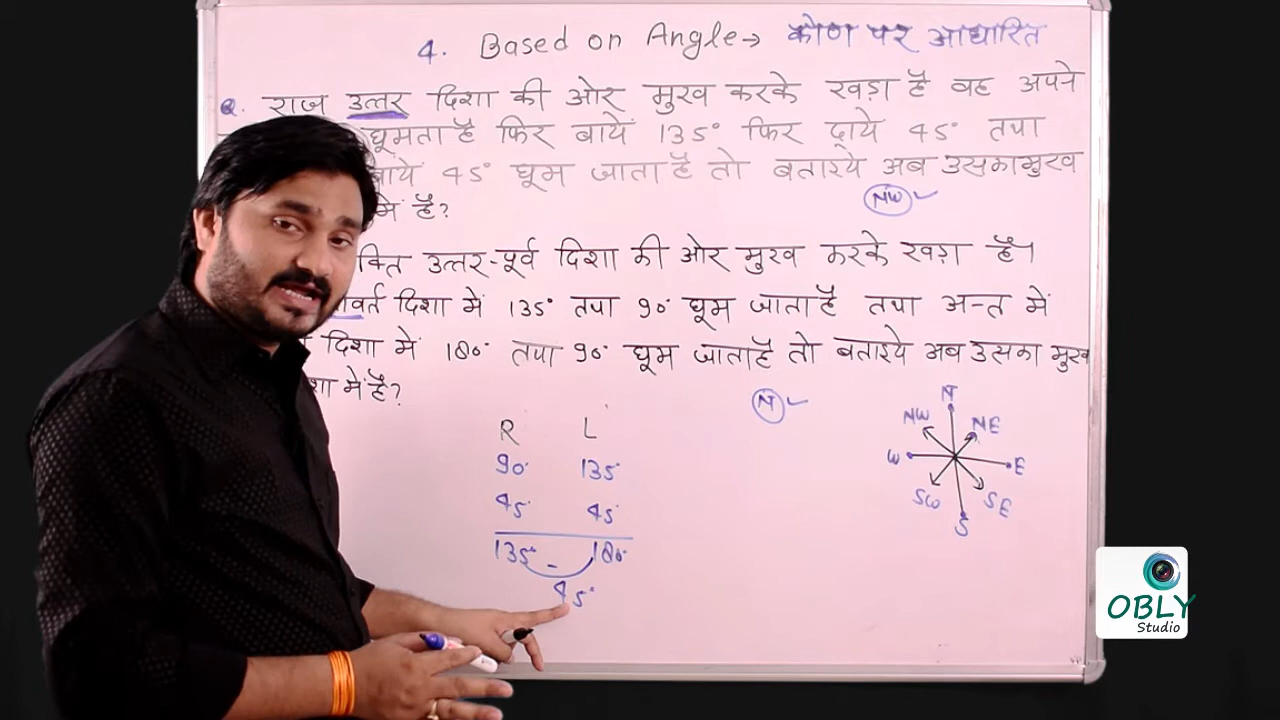 4. Based on Angle→ कोण पर आधारित
Q. राज उत्तर दिशा की ओर मुख करके खड़ा है वह अपने
घूमता है फिर बायें 135° फिर दायें 45° तथा
बायें 45° घूम जाता है तो बताइये अब उसका मुख
में है?
NW
क्ति उत्तर-पूर्व दिशा की ओर मुख करके खड़ा है।
वर्त दिशा में 135° तथा 90° घूम जाता है तथा अन्त में
दिशा में 180° तथा 90° घूम जाता है तो बताइये अब उसका मुख
शा में है?
N
R L
90° 135°
45° 45°
135° - 180°
45°
N
NW NE
W E
SW SE
S
OBLY
Studio